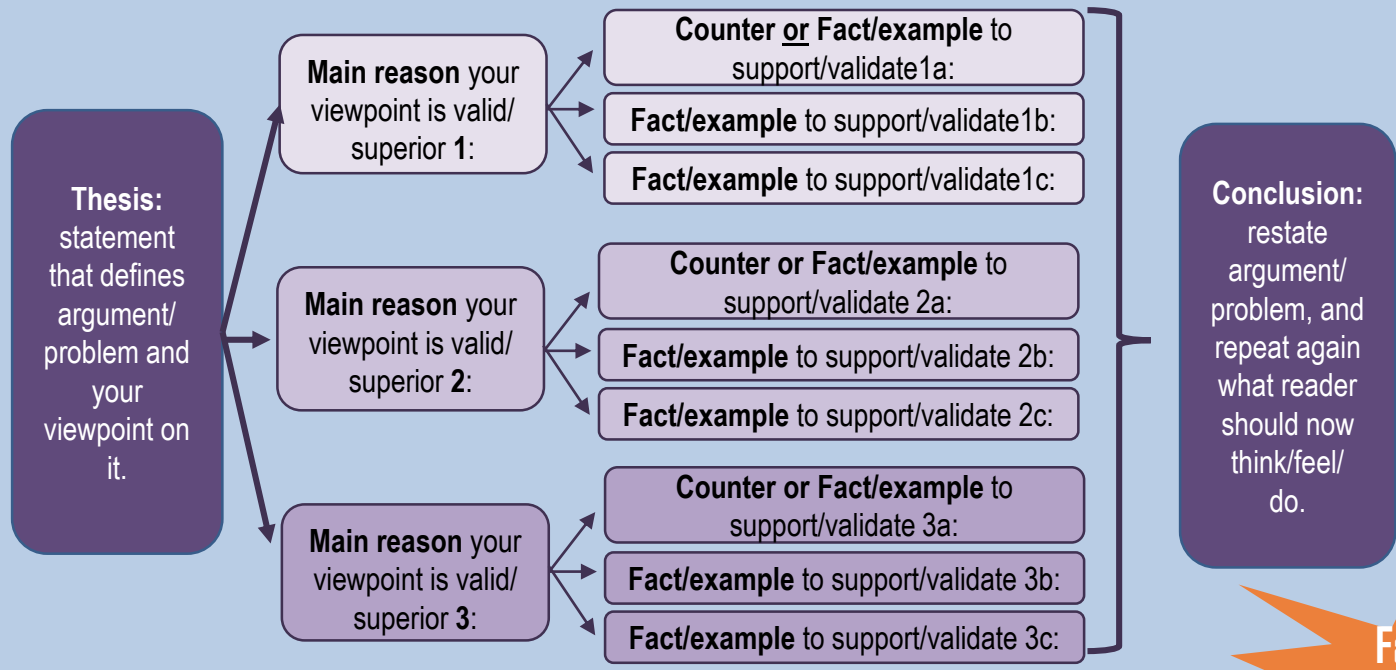 Thesis:
statement
that defines
argument/
problem and
your
viewpoint on
it.
Main reason your
viewpoint is valid/
superior 1:
Counter or Fact/example to
support/validate1a:
Fact/example to support/validate1b:
Fact/example to support/validate1c:
Main reason your
viewpoint is valid/
superior 2:
Counter or Fact/example to
support/validate 2a:
Fact/example to support/validate 2b:
Fact/example to support/validate 2c:
Main reason your
viewpoint is valid/
superior 3:
Counter or Fact/example to
support/validate 3a:
Fact/example to support/validate 3b:
Fact/example to support/validate 3c:
Conclusion:
restate
argument/
problem, and
repeat again
what reader
should now
think/feel/
do.